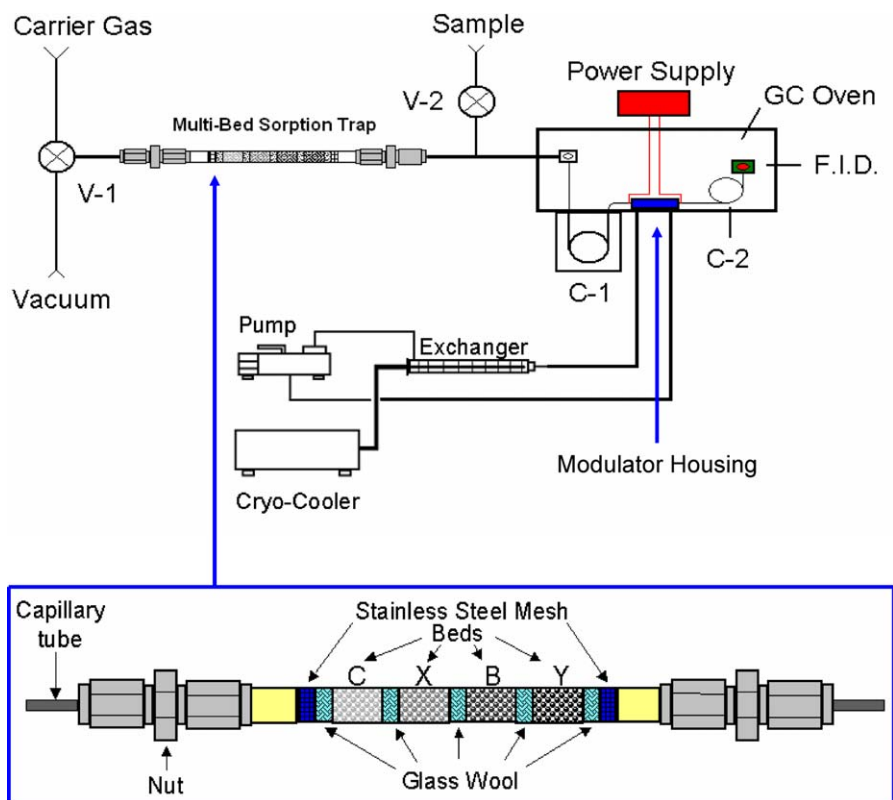 Carrier Gas
Sample
Power Supply
GC Oven
V-2
Multi-Bed Sorption Trap
F.I.D.
V-1
C-2
C-1
Vacuum
Pump
Exchanger
Modulator Housing
Cryo-Cooler
Capillary
tube
Stainless Steel Mesh
Beds
C X B Y
Nut
Glass Wool